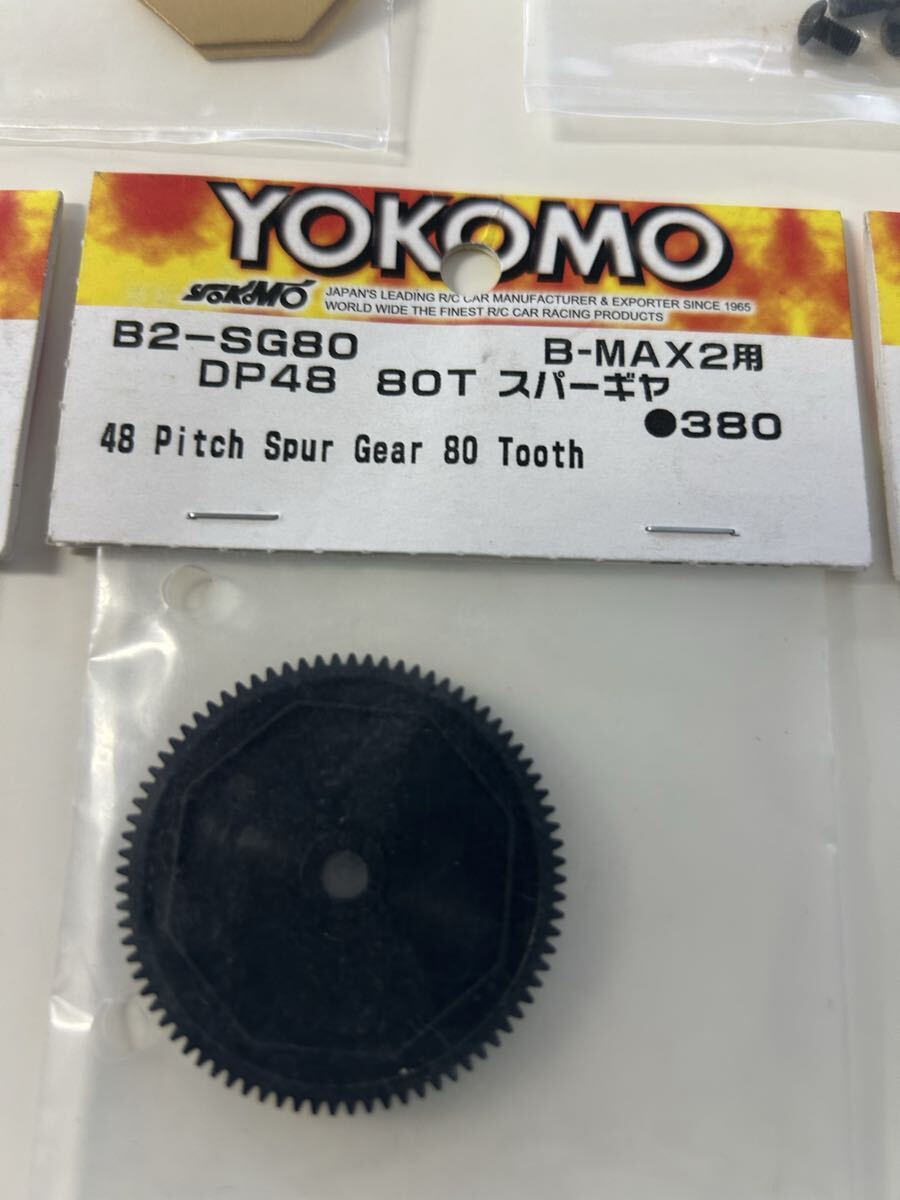 YOKOMO
YOKOMO JAPAN'S LEADING R/C CAR MANUFACTURER & EXPORTER SINCE 1965
WORLD WIDE THE FINEST R/C CAR RACING PRODUCTS
B2-SG80 B-MAX2用
DP48 80T スパーギヤ
●380
48 Pitch Spur Gear 80 Tooth